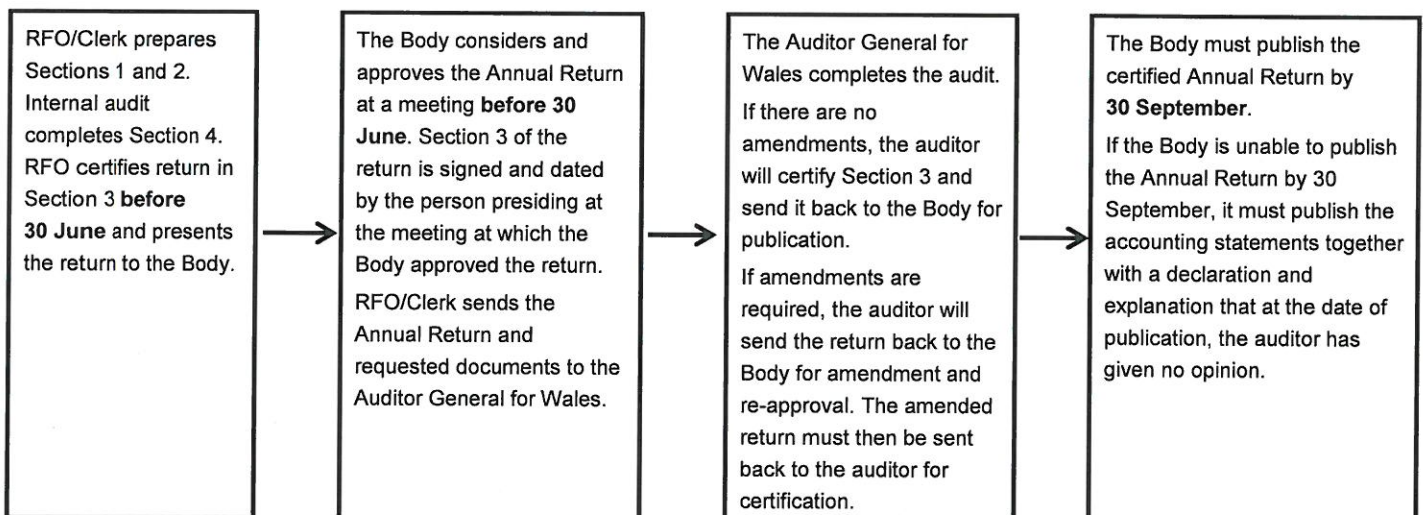 RFO/Clerk prepares
Sections 1 and 2.
Internal audit
completes Section 4.
RFO certifies return in
Section 3 before
30 June and presents
the return to the Body.
The Body considers and
approves the Annual Return
at a meeting before 30
June. Section 3 of the
return is signed and dated
by the person presiding at
the meeting at which the
Body approved the return.
RFO/Clerk sends the
Annual Return and
requested documents to the
Auditor General for Wales.
The Auditor General for
Wales completes the audit.
If there are no
amendments, the auditor
will certify Section 3 and
send it back to the Body for
publication.
If amendments are
required, the auditor will
send the return back to the
Body for amendment and
re-approval. The amended
return must then be sent
back to the auditor for
certification.
The Body must publish the
certified Annual Return by
30 September.
If the Body is unable to publish
the Annual Return by 30
September, it must publish the
accounting statements together
with a declaration and
explanation that at the date of
publication, the auditor has
given no opinion.